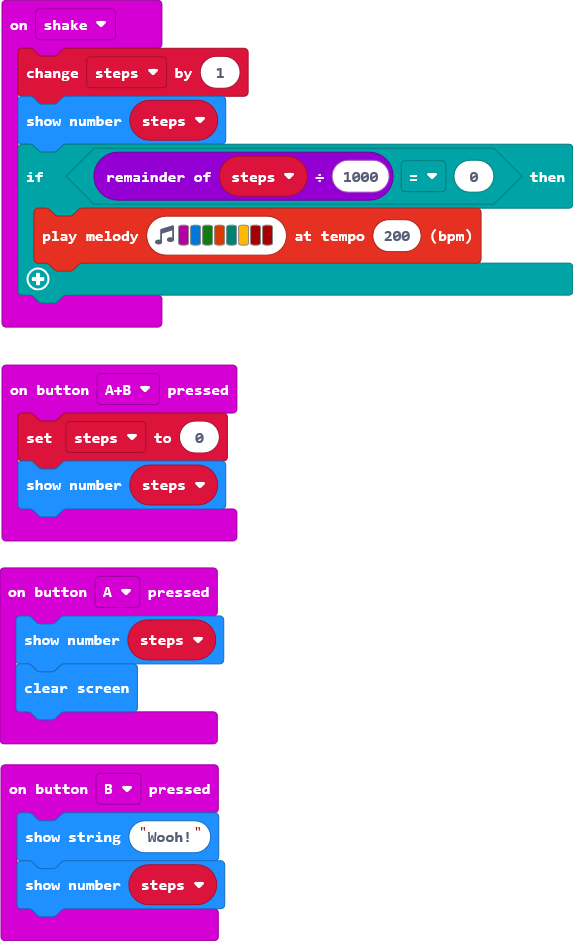 on shake
change steps by 1
show number steps
if remainder of steps ÷ 1000 = 0 then
play melody at tempo 200 (bpm)
on button A+B pressed
set steps to 0
show number steps
on button A pressed
show number steps
clear screen
on button B pressed
show string "Wooh!"
show number steps